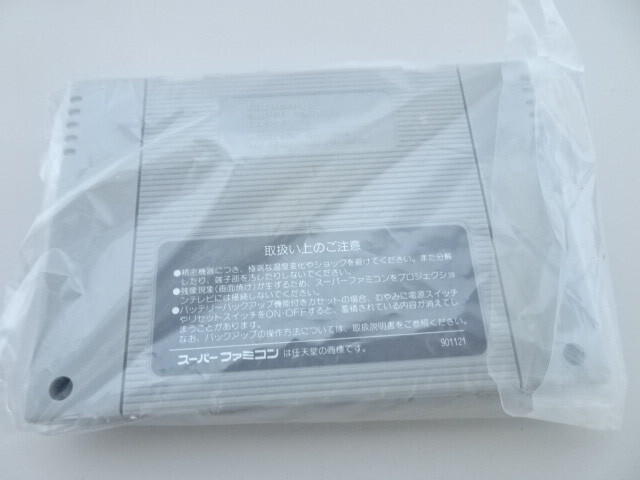 取扱い上のご注意
●精密機器につき、極端な温度変化やショックを避けてください。また分解
したり、端子部を汚したりしないでください。
●残像現象(画面焼け)が生ずるため、スーパーファミコンをプロジェクショ
ンテレビには接続しないでください。
●バッテリーバックアップ機能付きカセットの場合、むやみに電源スイッチ
やリセットスイッチをON・OFFすると、蓄積されている内容が消えてし
まうことがあります。
なお、バックアップの操作方法については、取扱説明書をご参照ください。
スーパーファミコンは任天堂の商標です。
901121